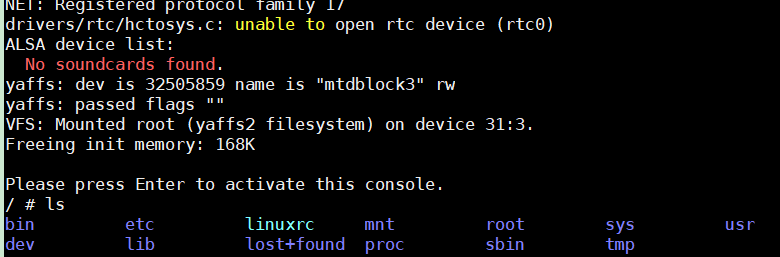 NET: Registered protocol family 17
drivers/rtc/hctosys.c: unable to open rtc device (rtc0)
ALSA device list:
  No soundcards found.
yaffs: dev is 32505859 name is "mtdblock3" rw
yaffs: passed flags ""
VFS: Mounted root (yaffs2 filesystem) on device 31:3.
Freeing init memory: 168K

Please press Enter to activate this console.
/ # ls
bin         etc         linuxrc     mnt         root        sys         usr
dev         lib         lost+found  proc        sbin        tmp